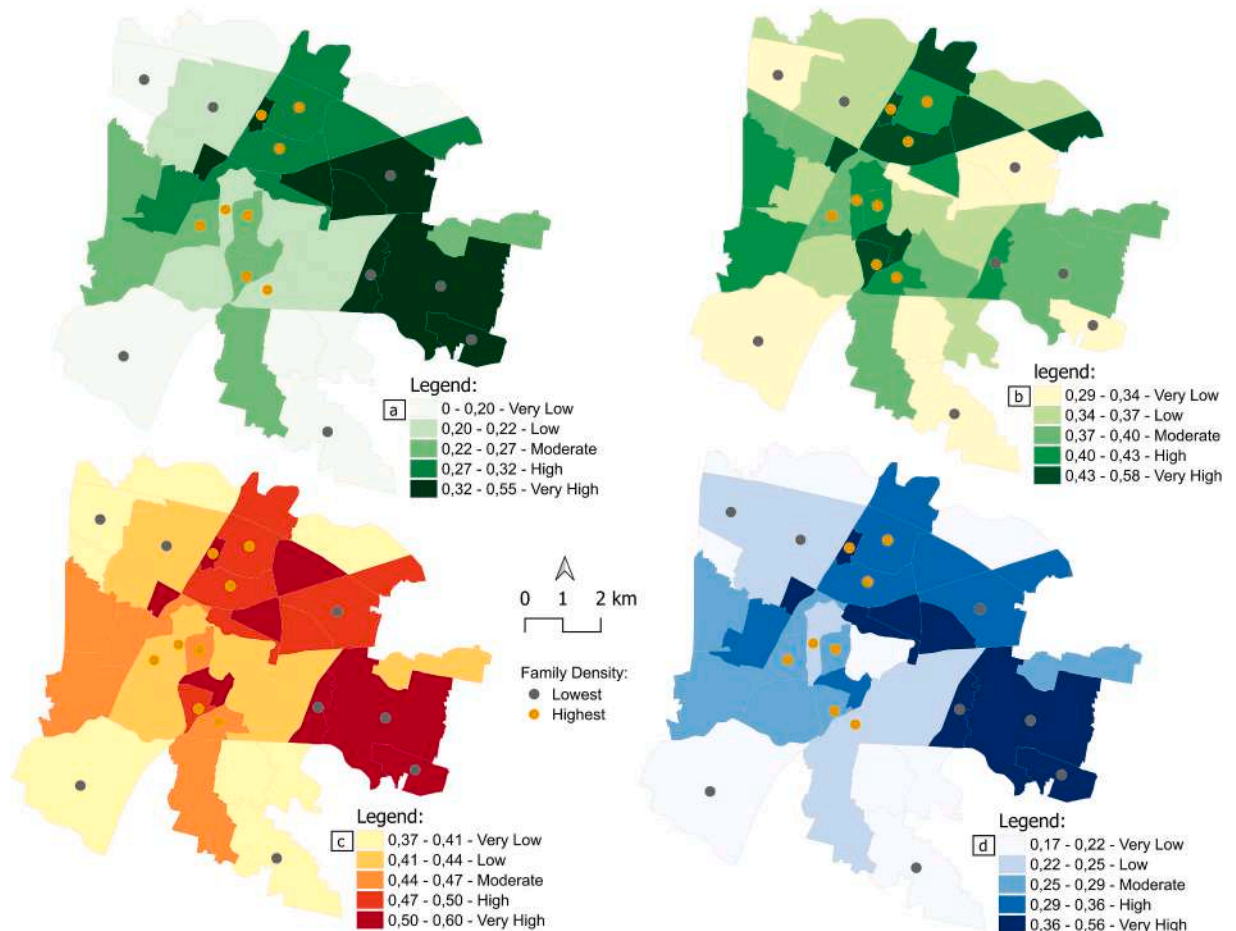 Legend:
a
0 - 0,20 - Very Low
0,20 - 0,22 - Low
0,22 - 0,27 - Moderate
0,27 - 0,32 - High
0,32 - 0,55 - Very High
legend:
b
0,29 - 0,34 - Very Low
0,34 - 0,37 - Low
0,37 - 0,40 - Moderate
0,40 - 0,43 - High
0,43 - 0,58 - Very High
0 1 2 km
Family Density:
Lowest
Highest
Legend:
c
0,37 - 0,41 - Very Low
0,41 - 0,44 - Low
0,44 - 0,47 - Moderate
0,47 - 0,50 - High
0,50 - 0,60 - Very High
Legend:
d
0,17 - 0,22 - Very Low
0,22 - 0,25 - Low
0,25 - 0,29 - Moderate
0,29 - 0,36 - High
0,36 - 0,56 - Very High